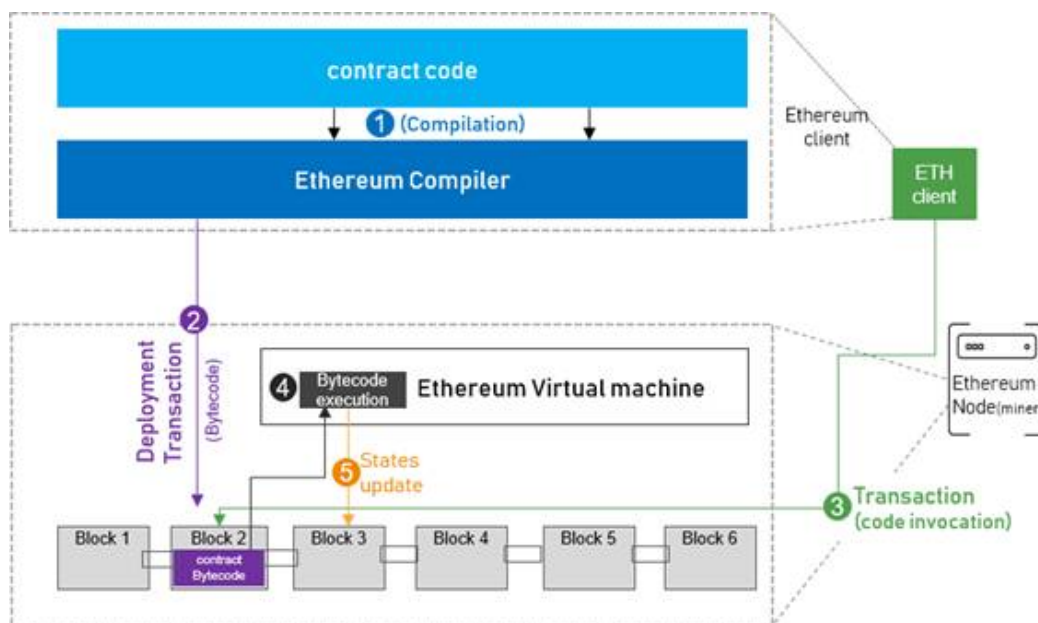 contract code
1 (Compilation)
Ethereum Compiler
Ethereum
client
ETH
client
2
Deployment
Transaction
(Bytecode)
4
Bytecode
execution
Ethereum Virtual machine
Ethereum
Node(miner
5 States
update
3 Transaction
(code invocation)
Block 1
Block 2
Block 3
Block 4
Block 5
Block 6
contract
Bytecode